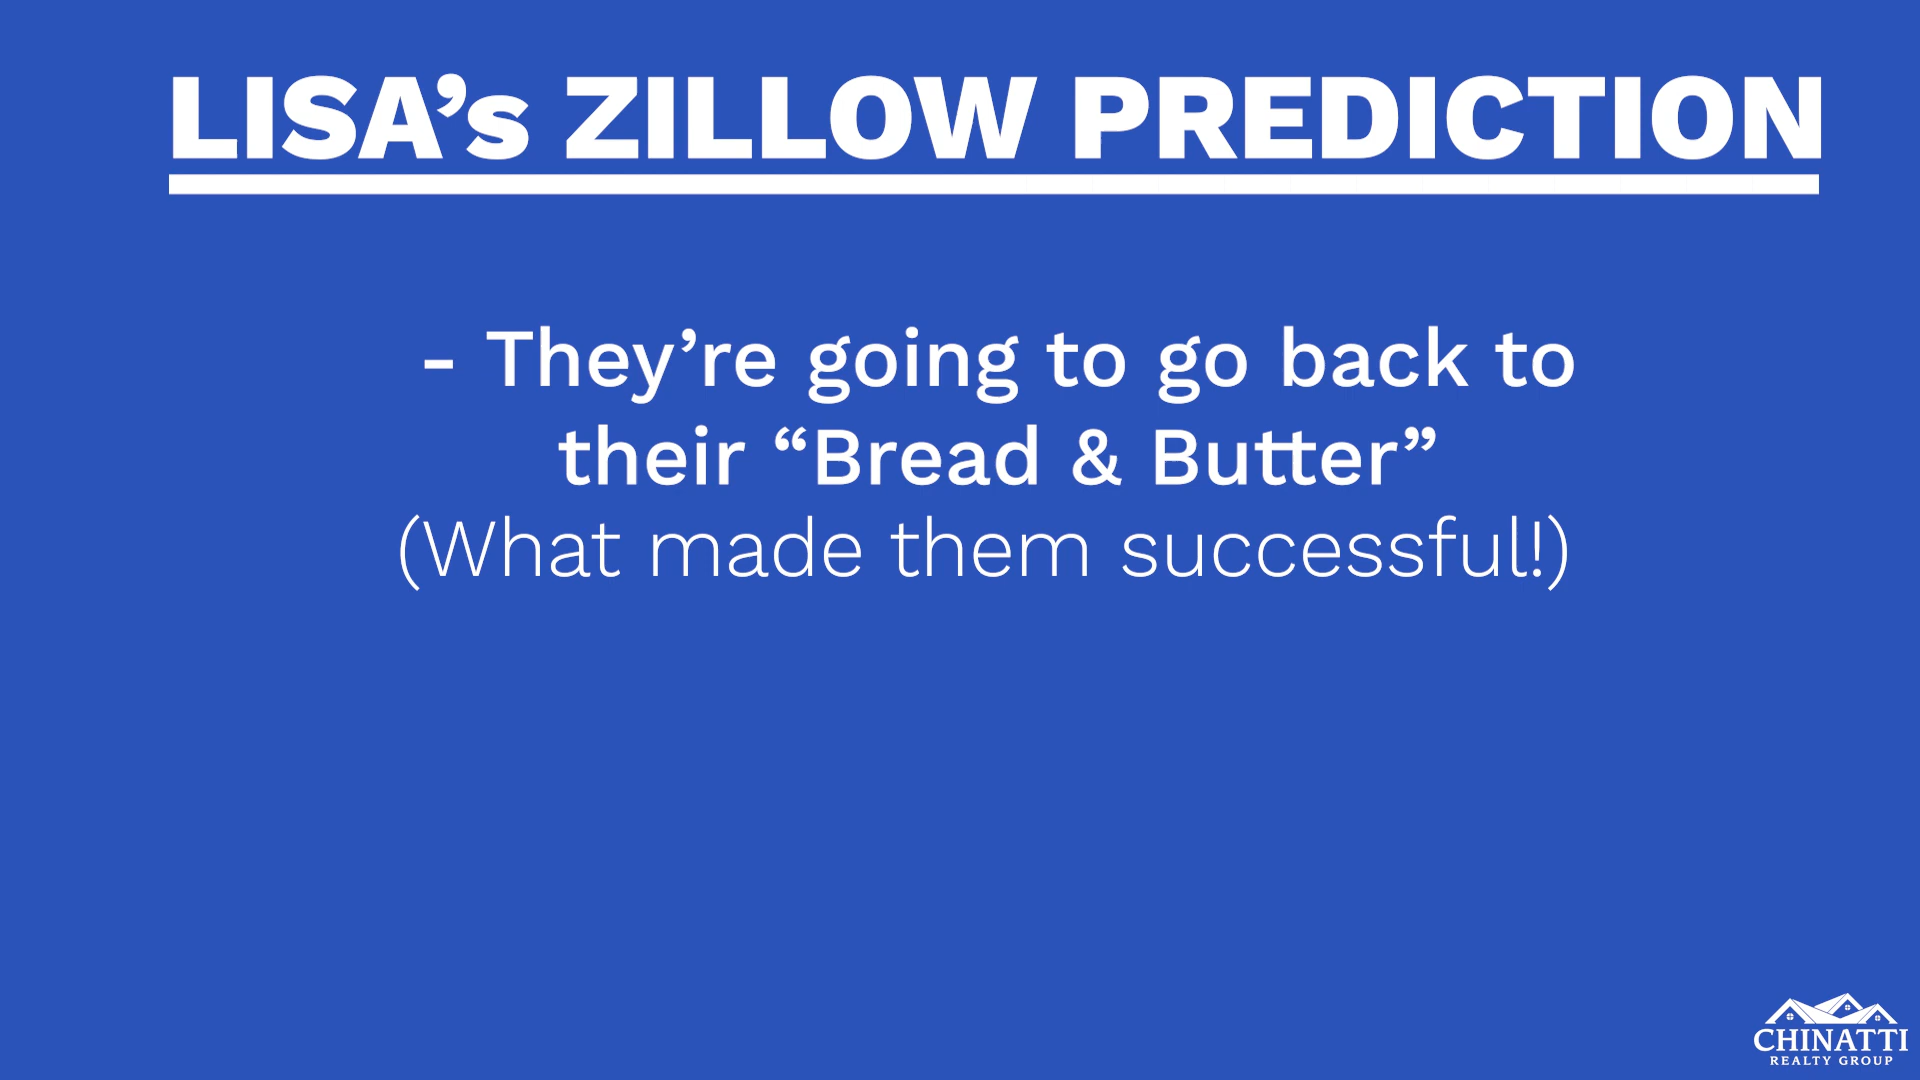 LISA’s ZILLOW PREDICTION
- They’re going to go back to
their “Bread & Butter”
(What made them successful!)
CHINATTI
REALTY GROUP